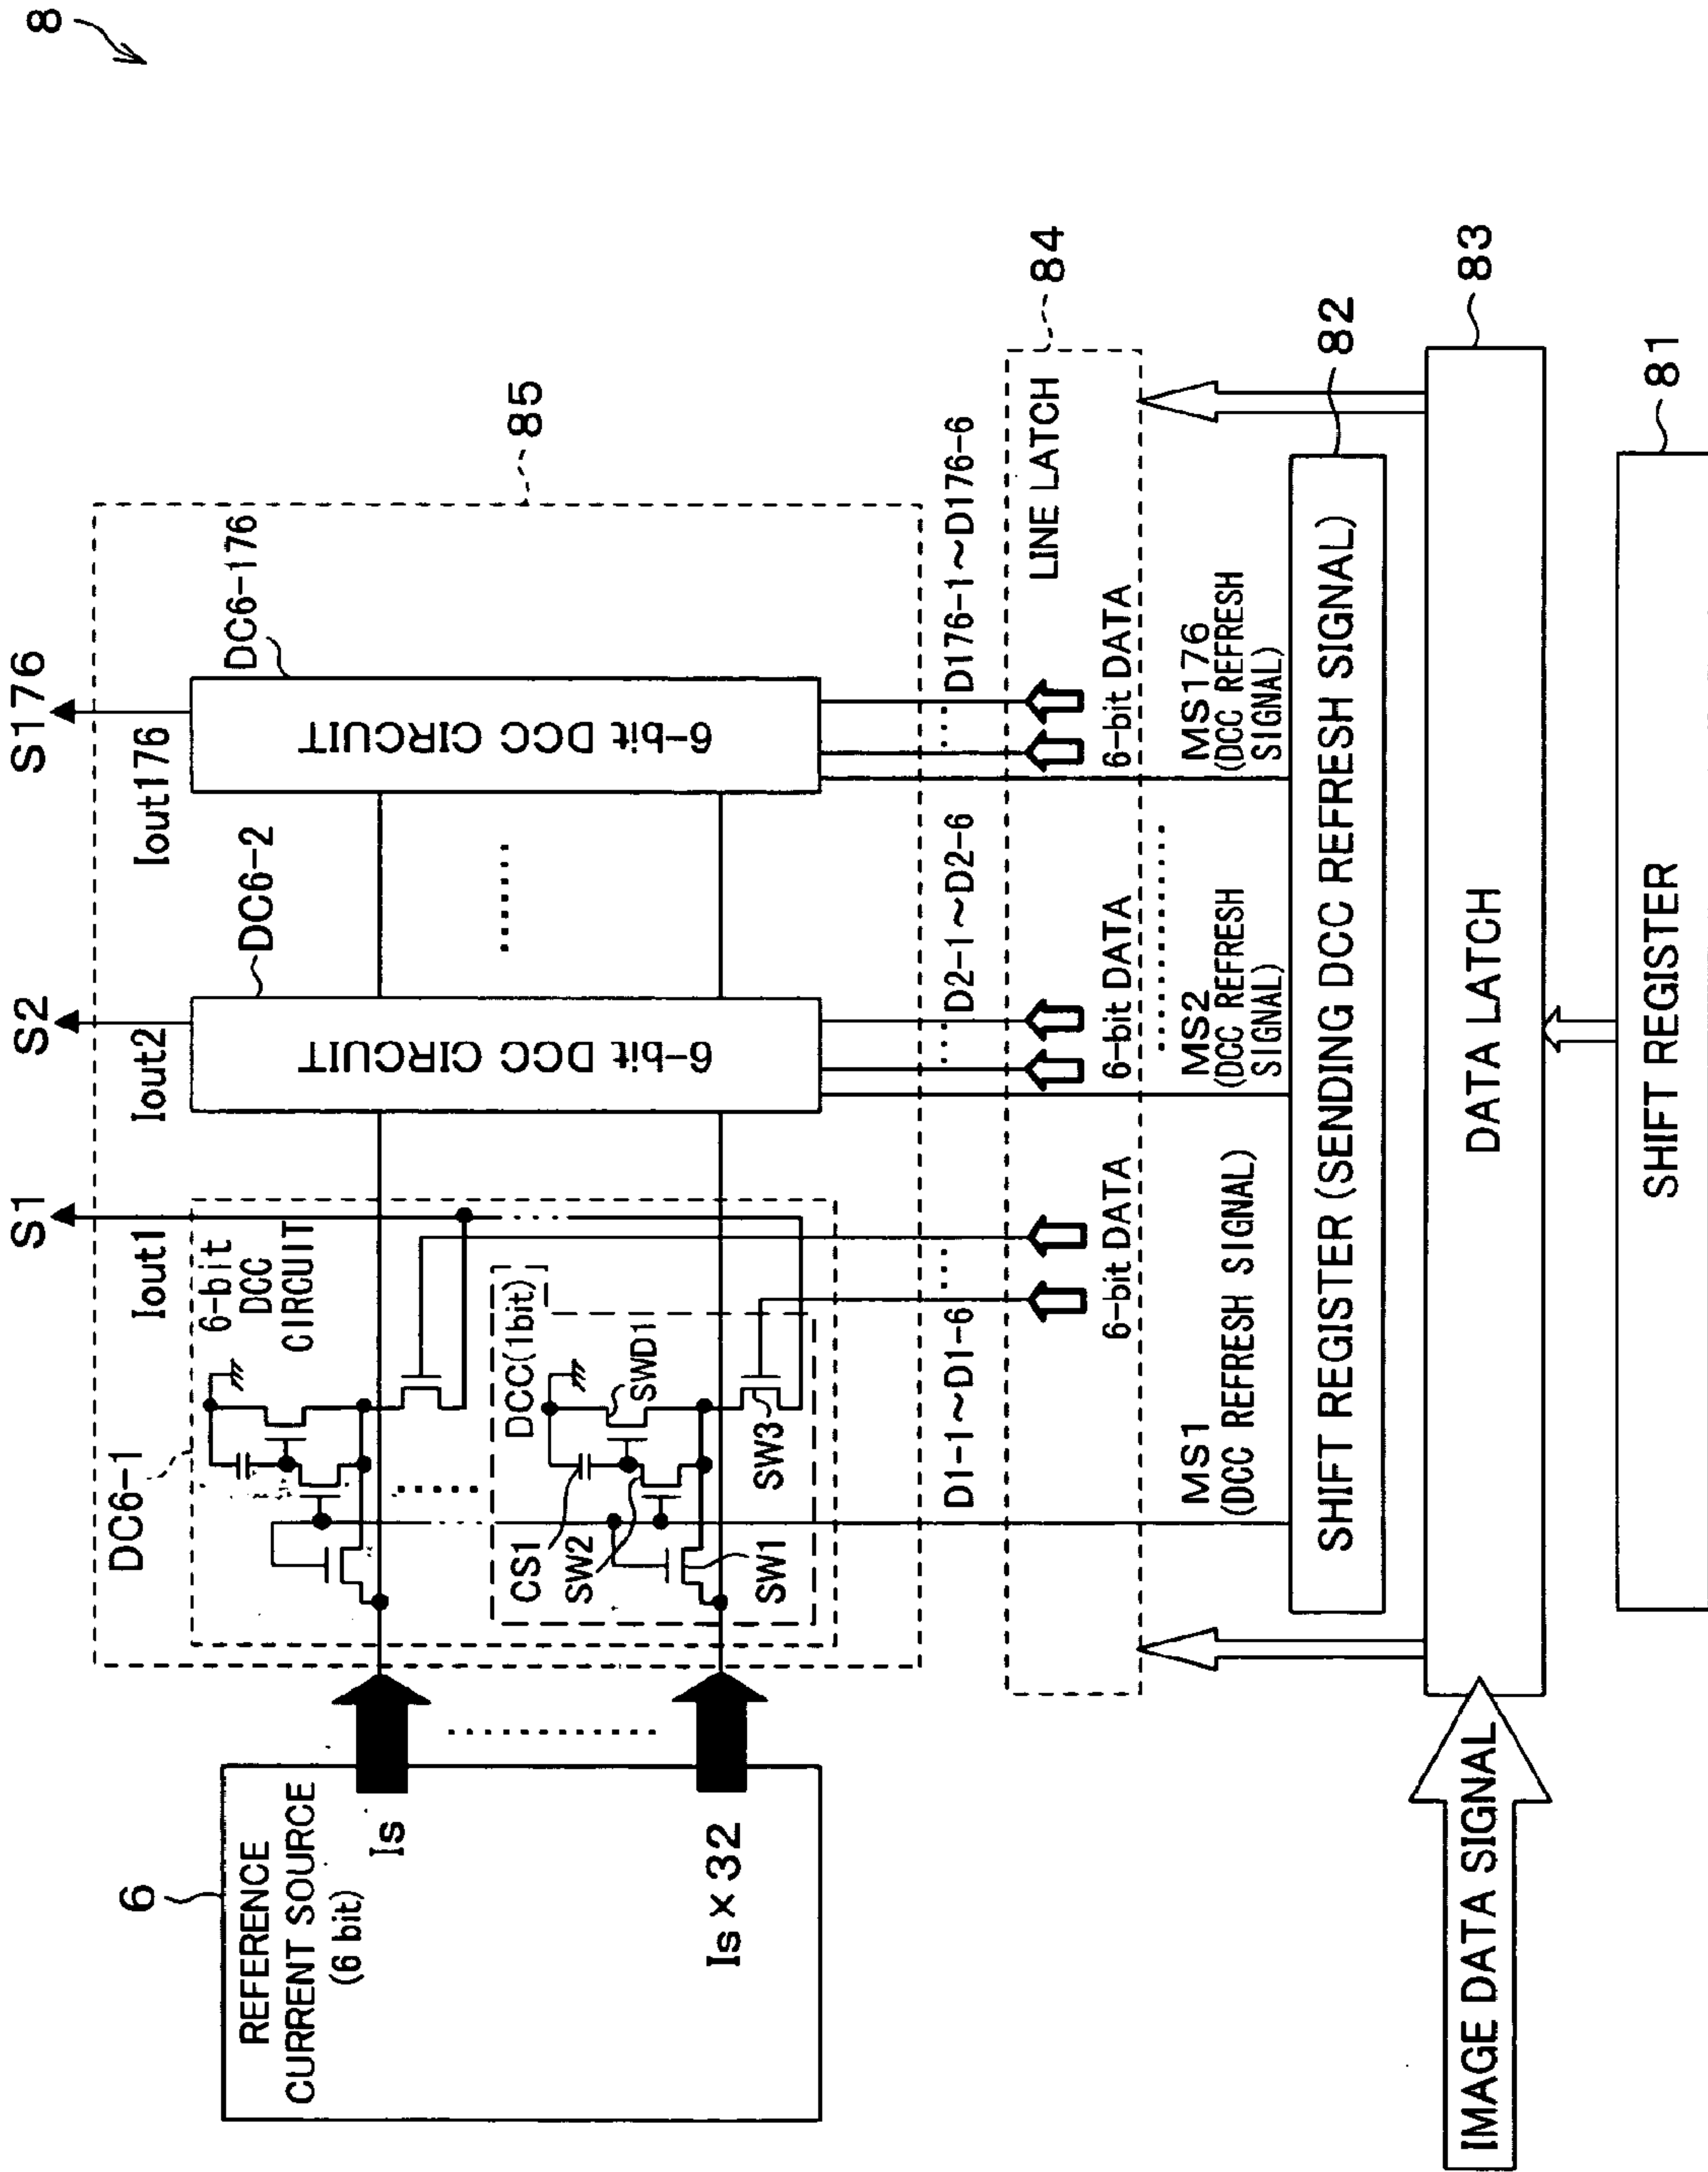 8
S1
S2
S176
Iout1
Iout2
Iout176
85
6
REFERENCE
CURRENT SOURCE
(6 bit)
Is
Is×32
DC6-1
6-bit
DCC
CIRCUIT
DCC(1bit)
CS1
SW2
SWD1
SW1
SW3
DC6-2
6-bit DCC CIRCUIT
DC6-176
6-bit DCC CIRCUIT
D1-1~D1-6
D2-1~D2-6
D176-1~D176-6
84
LINE LATCH
6-bit DATA
6-bit DATA
6-bit DATA
MS1
(DCC REFRESH SIGNAL)
MS2
(DCC REFRESH
SIGNAL)
MS176
(DCC REFRESH
SIGNAL)
82
SHIFT REGISTER (SENDING DCC REFRESH SIGNAL)
83
DATA LATCH
IMAGE DATA SIGNAL
81
SHIFT REGISTER